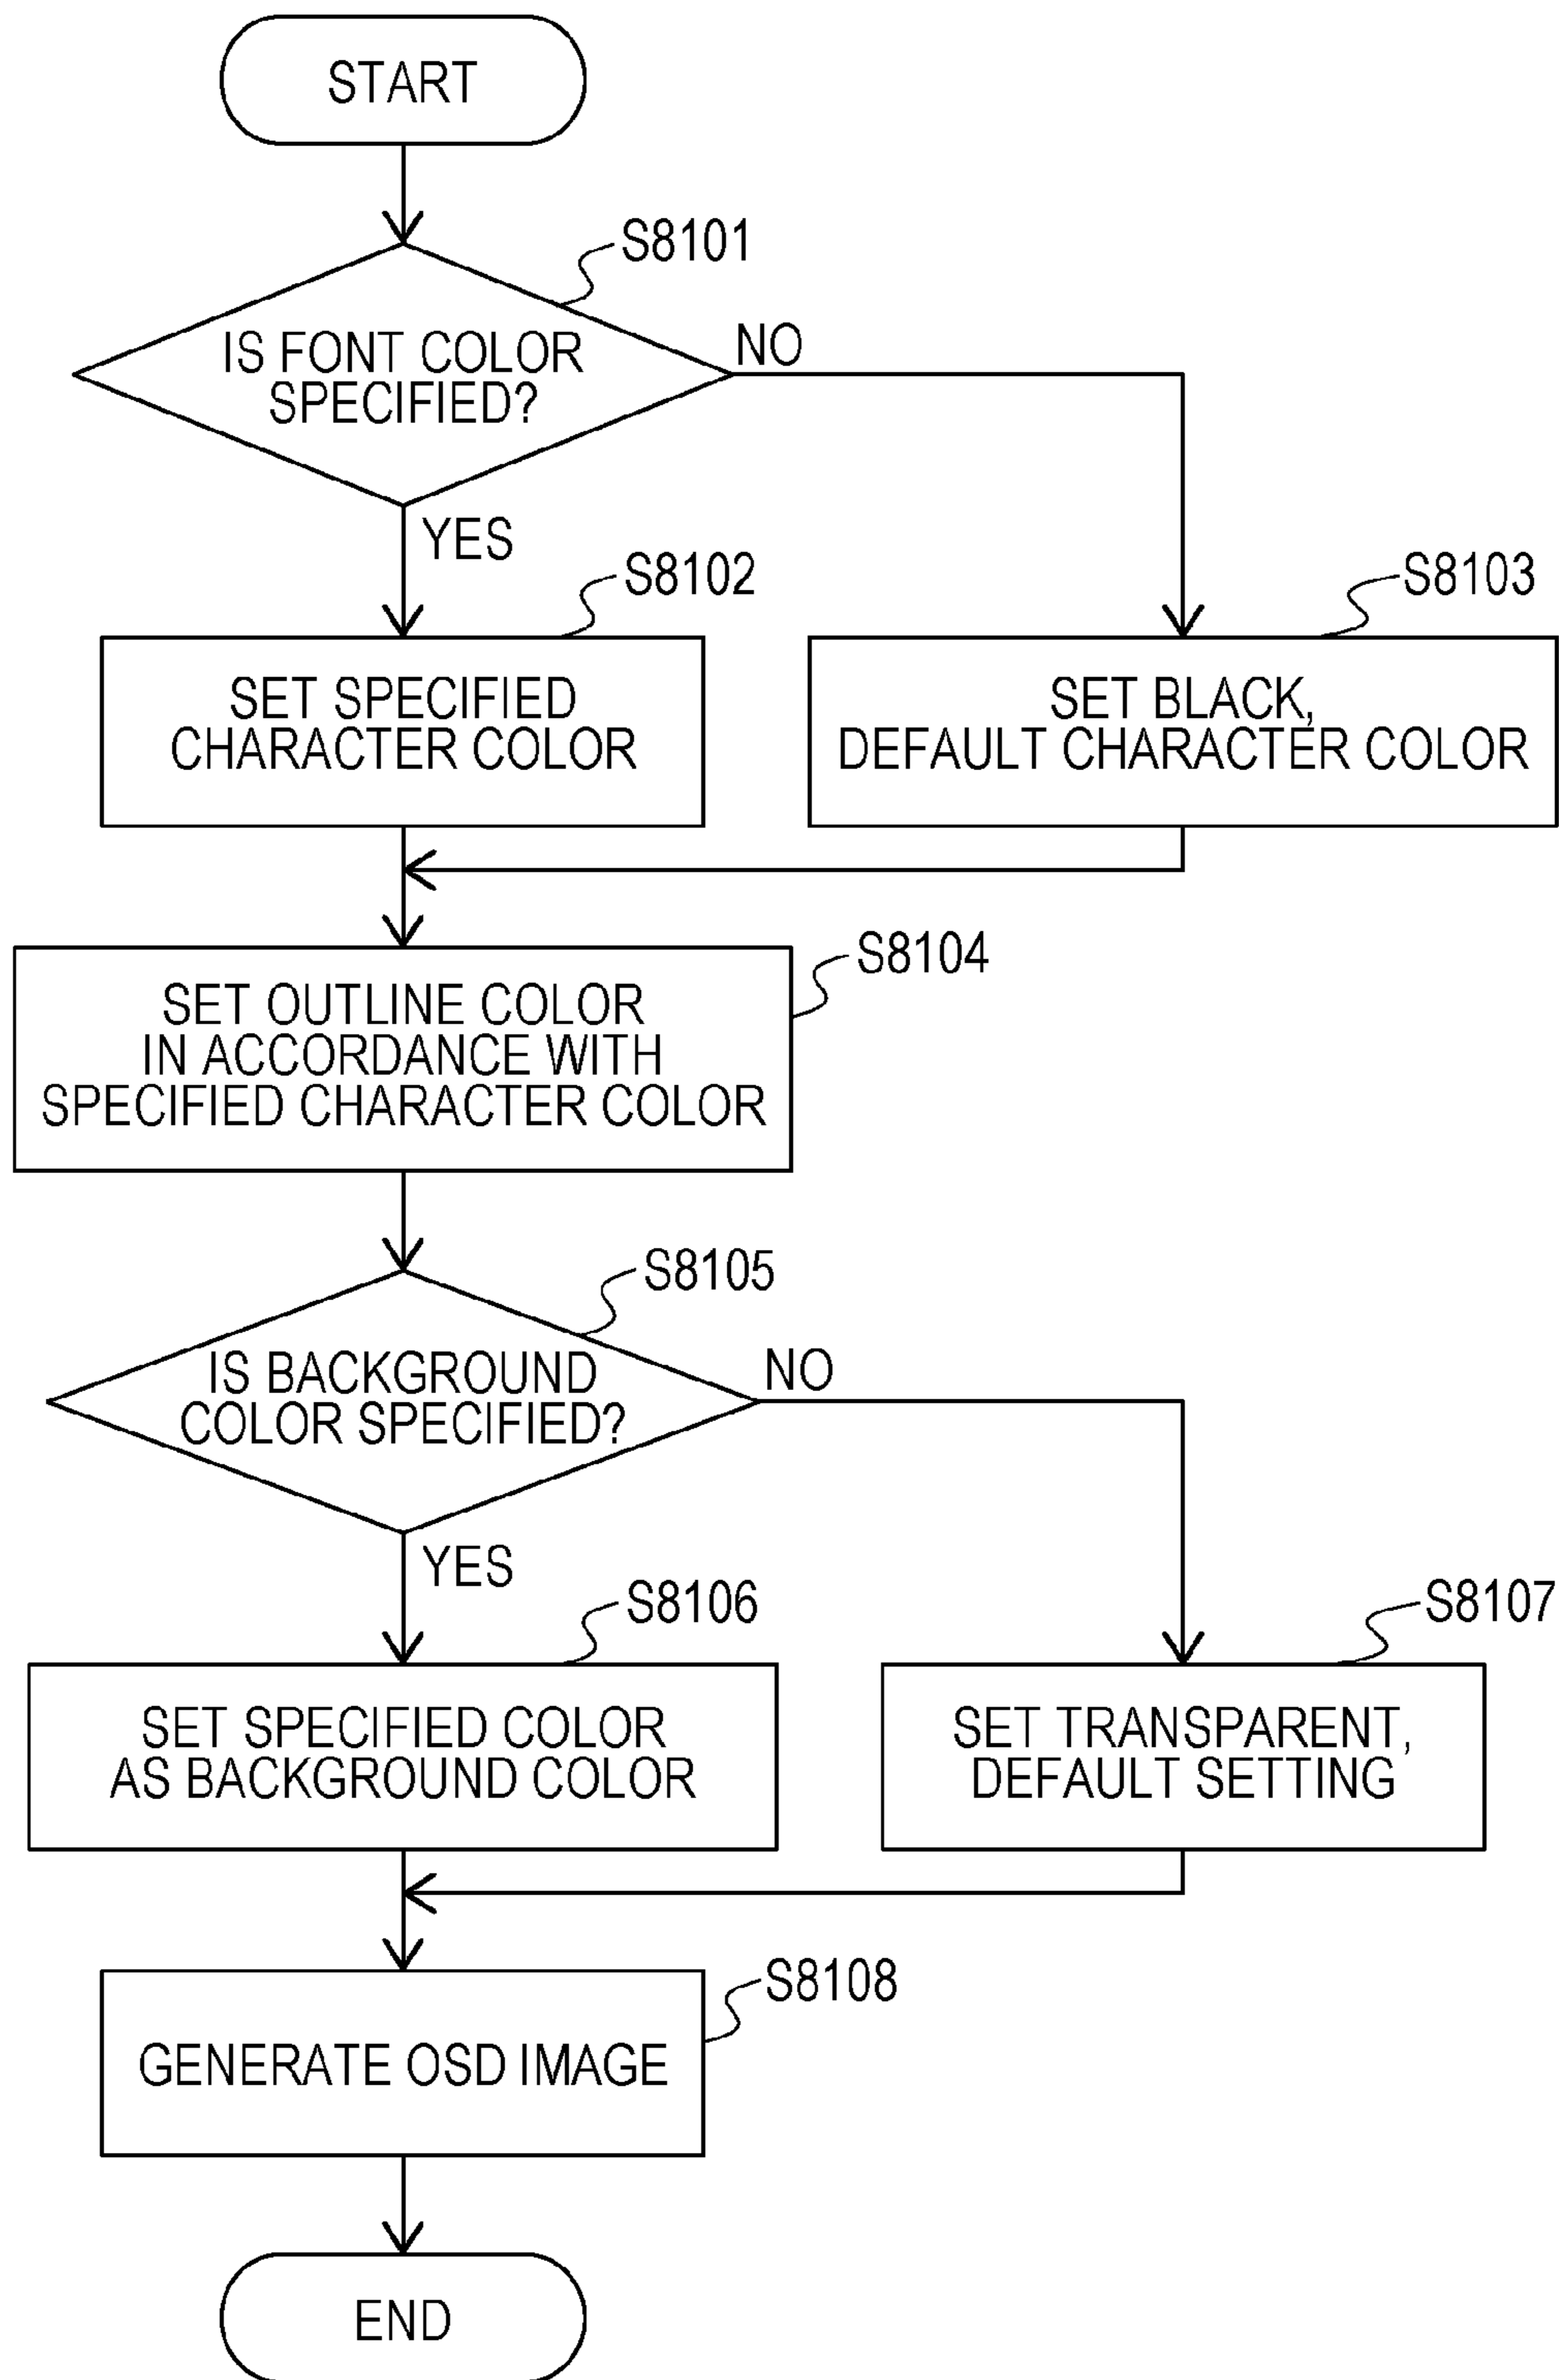 START
S8101
IS FONT COLOR
SPECIFIED?
NO
YES
S8102
S8103
SET SPECIFIED
CHARACTER COLOR
SET BLACK,
DEFAULT CHARACTER COLOR
S8104
SET OUTLINE COLOR
IN ACCORDANCE WITH
SPECIFIED CHARACTER COLOR
S8105
IS BACKGROUND
COLOR SPECIFIED?
NO
YES
S8106
S8107
SET SPECIFIED COLOR
AS BACKGROUND COLOR
SET TRANSPARENT,
DEFAULT SETTING
S8108
GENERATE OSD IMAGE
END